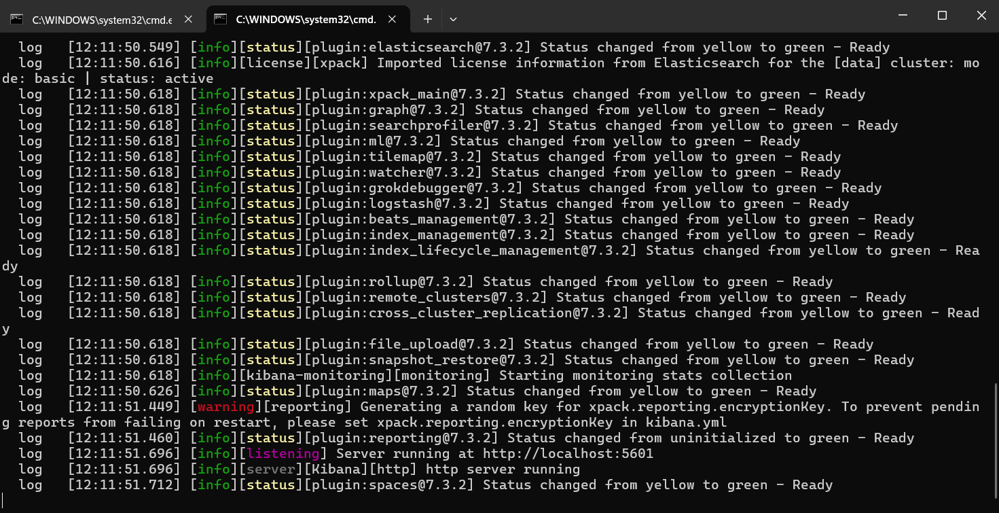 C:\WINDOWS\system32\cmd.e
C:\WINDOWS\system32\cmd.
log [12:11:50.549] [info][status][plugin:elasticsearch@7.3.2] Status changed from yellow to green - Ready
log [12:11:50.616] [info][license][xpack] Imported license information from Elasticsearch for the [data] cluster: mo
de: basic | status: active
log [12:11:50.618] [info][status][plugin:xpack_main@7.3.2] Status changed from yellow to green - Ready
log [12:11:50.618] [info][status][plugin:graph@7.3.2] Status changed from yellow to green - Ready
log [12:11:50.618] [info][status][plugin:searchprofiler@7.3.2] Status changed from yellow to green - Ready
log [12:11:50.618] [info][status][plugin:ml@7.3.2] Status changed from yellow to green - Ready
log [12:11:50.618] [info][status][plugin:tilemap@7.3.2] Status changed from yellow to green - Ready
log [12:11:50.618] [info][status][plugin:watcher@7.3.2] Status changed from yellow to green - Ready
log [12:11:50.618] [info][status][plugin:grokdebugger@7.3.2] Status changed from yellow to green - Ready
log [12:11:50.618] [info][status][plugin:logstash@7.3.2] Status changed from yellow to green - Ready
log [12:11:50.618] [info][status][plugin:beats_management@7.3.2] Status changed from yellow to green - Ready
log [12:11:50.618] [info][status][plugin:index_management@7.3.2] Status changed from yellow to green - Ready
log [12:11:50.618] [info][status][plugin:index_lifecycle_management@7.3.2] Status changed from yellow to green - Rea
dy
log [12:11:50.618] [info][status][plugin:rollup@7.3.2] Status changed from yellow to green - Ready
log [12:11:50.618] [info][status][plugin:remote_clusters@7.3.2] Status changed from yellow to green - Ready
log [12:11:50.618] [info][status][plugin:cross_cluster_replication@7.3.2] Status changed from yellow to green - Read
y
log [12:11:50.618] [info][status][plugin:file_upload@7.3.2] Status changed from yellow to green - Ready
log [12:11:50.618] [info][status][plugin:snapshot_restore@7.3.2] Status changed from yellow to green - Ready
log [12:11:50.618] [info][kibana-monitoring][monitoring] Starting monitoring stats collection
log [12:11:50.626] [info][status][plugin:maps@7.3.2] Status changed from yellow to green - Ready
log [12:11:51.449] [warning][reporting] Generating a random key for xpack.reporting.encryptionKey. To prevent pendin
g reports from failing on restart, please set xpack.reporting.encryptionKey in kibana.yml
log [12:11:51.460] [info][status][plugin:reporting@7.3.2] Status changed from uninitialized to green - Ready
log [12:11:51.696] [info][listening] Server running at http://localhost:5601
log [12:11:51.696] [info][server][Kibana][http] http server running
log [12:11:51.712] [info][status][plugin:spaces@7.3.2] Status changed from yellow to green - Ready